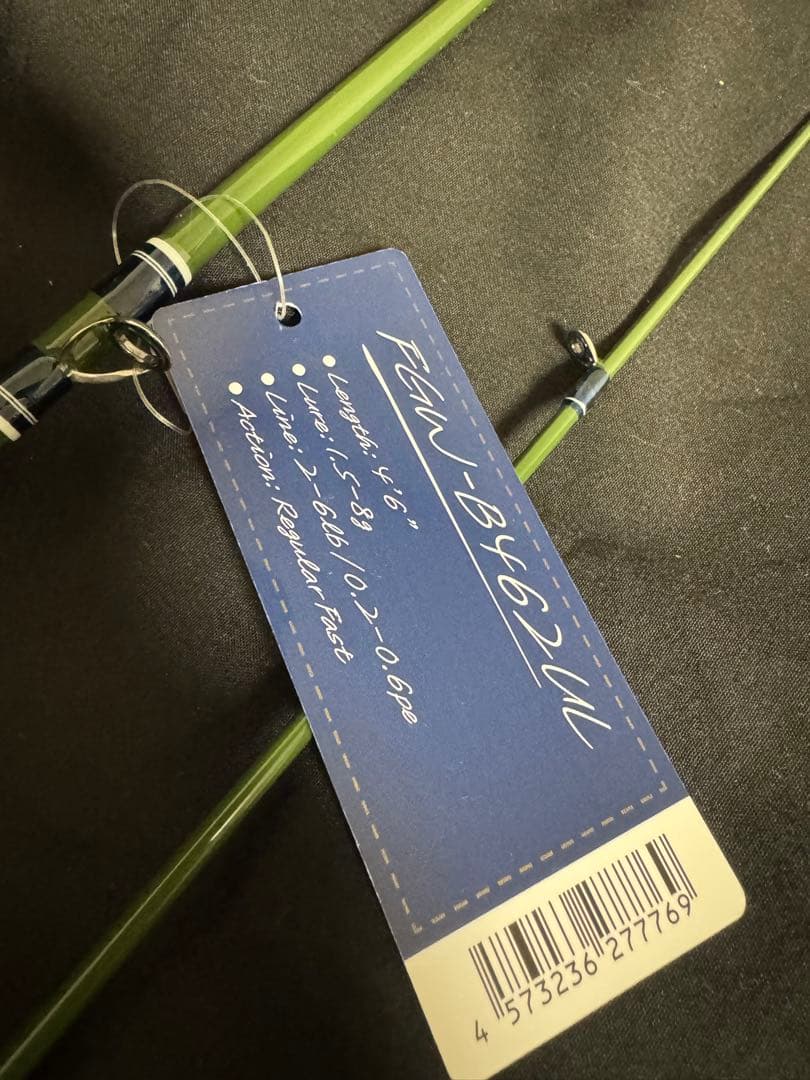 FGW-B462UL
● Length: 4'6"
● Lure: 1.5-8g
● Line: 2-6lb/0.2-0.6pe
● Action: Regular Fast
4 573236 277769